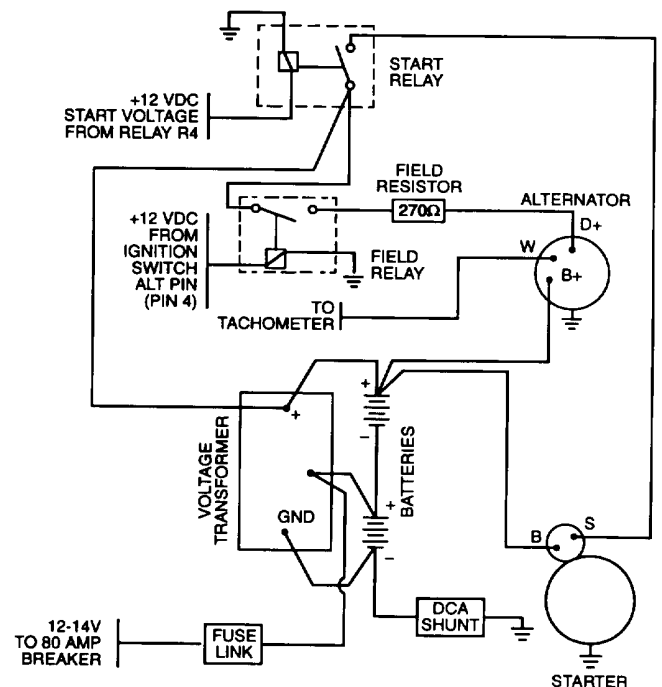 START
RELAY
+12 VDC
START VOLTAGE
FROM RELAY R4
FIELD
RESISTOR
270Ω
ALTERNATOR
D+
W
B+
+12 VDC
FROM
IGNITION
SWITCH
ALT PIN
(PIN 4)
FIELD
RELAY
TO
TACHOMETER
+
+
-
VOLTAGE
TRANSFORMER
BATTERIES
GND
+
-
B
S
12-14V
TO 80 AMP
BREAKER
FUSE
LINK
DCA
SHUNT
STARTER